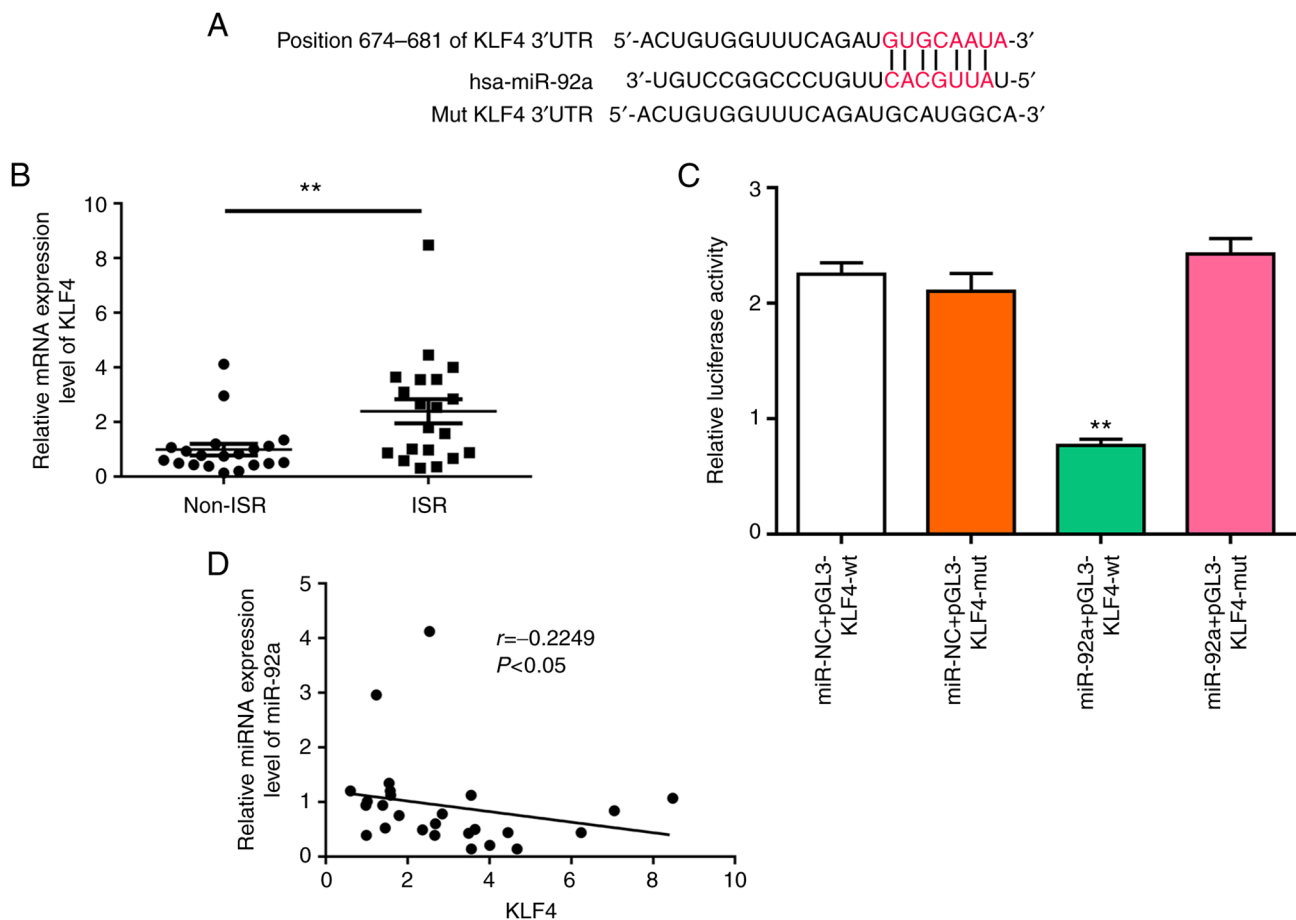 A
Position 674–681 of KLF4 3′UTR 5′-ACUGUGGUUUCAGAUGUGCAAUA-3′
hsa-miR-92a 3′-UGUCCGGCCCUGUUCACGUUAU-5′
Mut KLF4 3′UTR 5′-ACUGUGGUUUCAGAUGCAUGGCA-3′
B
**
Relative mRNA expression
level of KLF4
10
8
6
4
2
0
Non-ISR ISR
C
Relative luciferase activity
3
2
1
0
**
miR-NC+pGL3-
KLF4-wt
miR-NC+pGL3-
KLF4-mut
miR-92a+pGL3-
KLF4-wt
miR-92a+pGL3-
KLF4-mut
D
Relative miRNA expression
level of miR-92a
5
4
3
2
1
0
r=−0.2249
P<0.05
0 2 4 6 8 10
KLF4